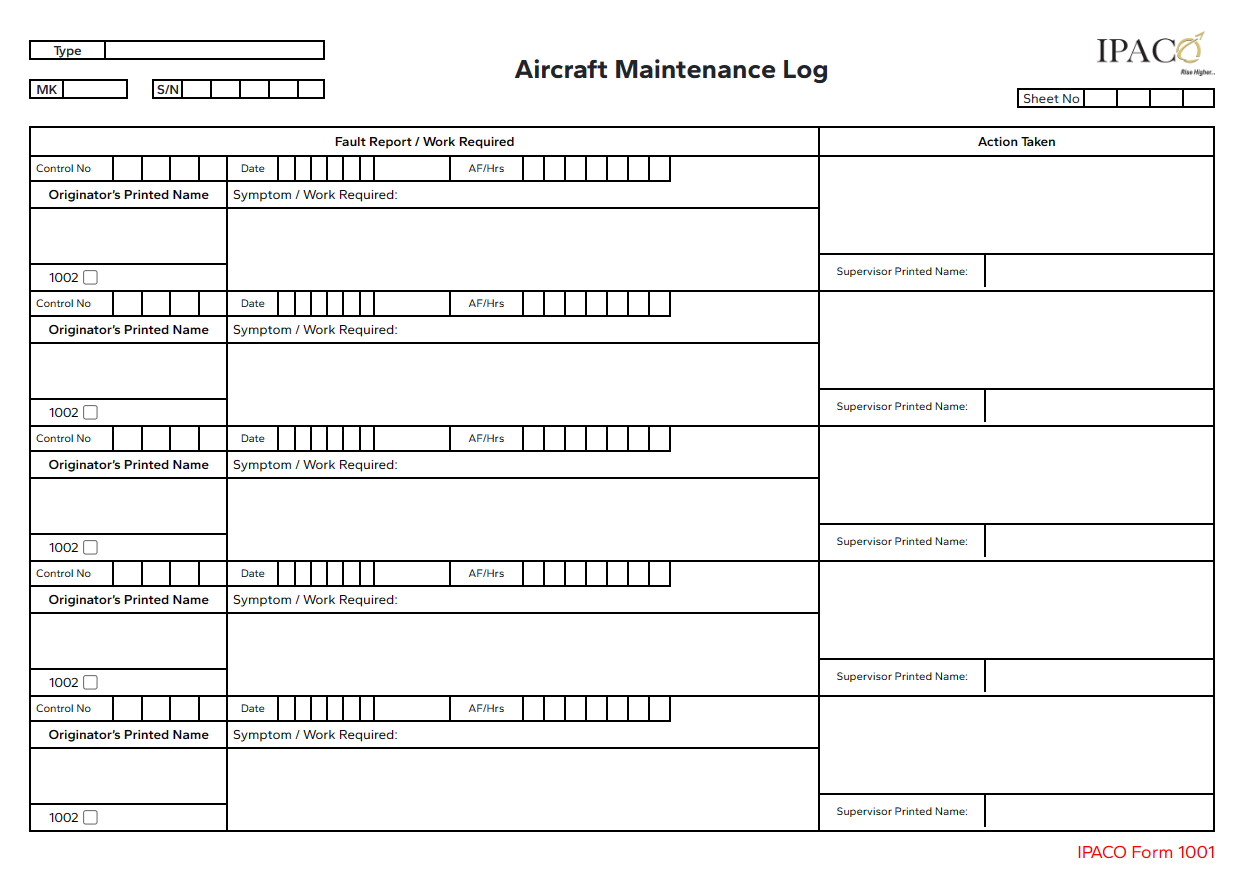 Type
MK
S/N
Aircraft Maintenance Log
IPACO
Rise Higher..
Sheet No
Fault Report / Work Required
Action Taken
Control No
Date
AF/Hrs
Originator's Printed Name
Symptom / Work Required:
1002
Supervisor Printed Name:
Control No
Date
AF/Hrs
Originator's Printed Name
Symptom / Work Required:
1002
Supervisor Printed Name:
Control No
Date
AF/Hrs
Originator's Printed Name
Symptom / Work Required:
1002
Supervisor Printed Name:
Control No
Date
AF/Hrs
Originator's Printed Name
Symptom / Work Required:
1002
Supervisor Printed Name:
Control No
Date
AF/Hrs
Originator's Printed Name
Symptom / Work Required:
1002
Supervisor Printed Name:
IPACO Form 1001